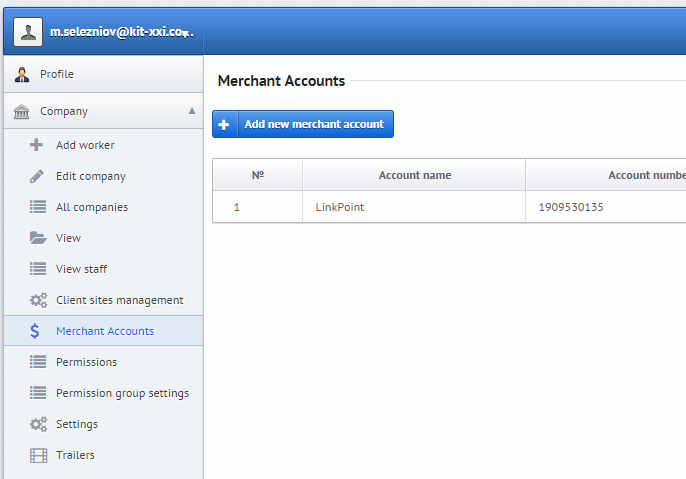 m.selezniov@kit-xxi.co...
Profile
Company
Add worker
Edit company
All companies
View
View staff
Client sites management
Merchant Accounts
Permissions
Permission group settings
Settings
Trailers
Merchant Accounts
Add new merchant account
№ Account name Account numbe
1 LinkPoint 1909530135